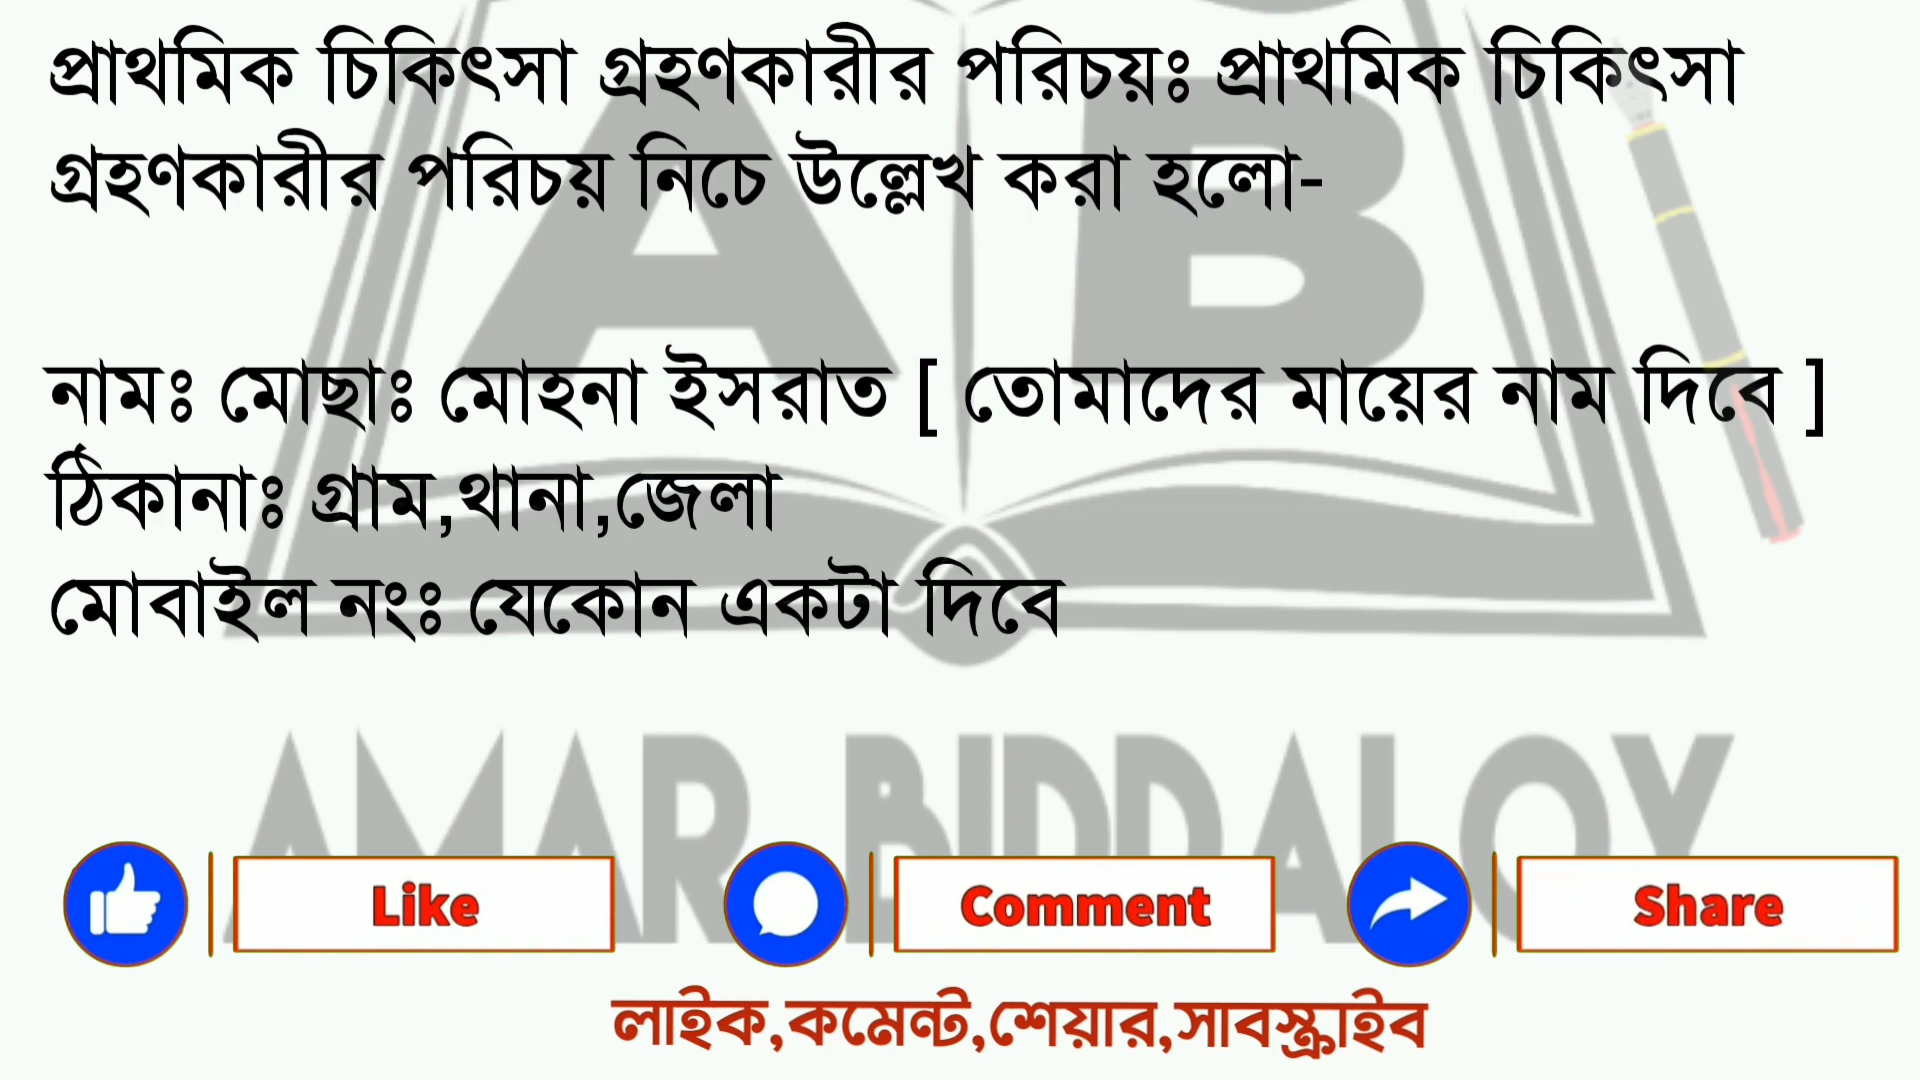 প্রাথমিক চিকিৎসা গ্রহণকারীর পরিচয়ঃ প্রাথমিক চিকিৎসা
গ্রহণকারীর পরিচয় নিচে উল্লেখ করা হলো-
নামঃ মোছাঃ মোহনা ইসরাত [ তোমাদের মায়ের নাম দিবে ]
ঠিকানাঃ গ্রাম,থানা,জেলা
মোবাইল নংঃ যেকোন একটা দিবে
AB
AMAR BIDDALOY
Like Comment Share
লাইক,কমেন্ট,শেয়ার,সাবস্ক্রাইব